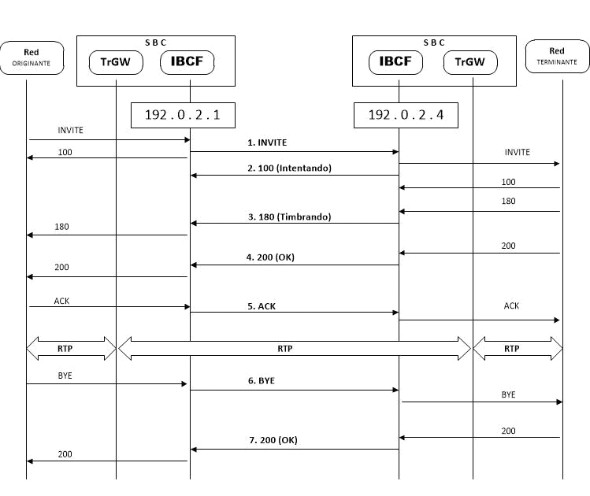 S B C
S B C
Red
ORIGINANTE
TrGW
IBCF
IBCF
TrGW
Red
TERMINANTE
192.0.2.1
192.0.2.4
INVITE
1. INVITE
INVITE
100
2. 100 (Intentando)
100
180
3. 180 (Timbrando)
180
200
4. 200 (OK)
200
ACK
5. ACK
ACK
RTP
RTP
RTP
BYE
6. BYE
BYE
200
7. 200 (OK)
200